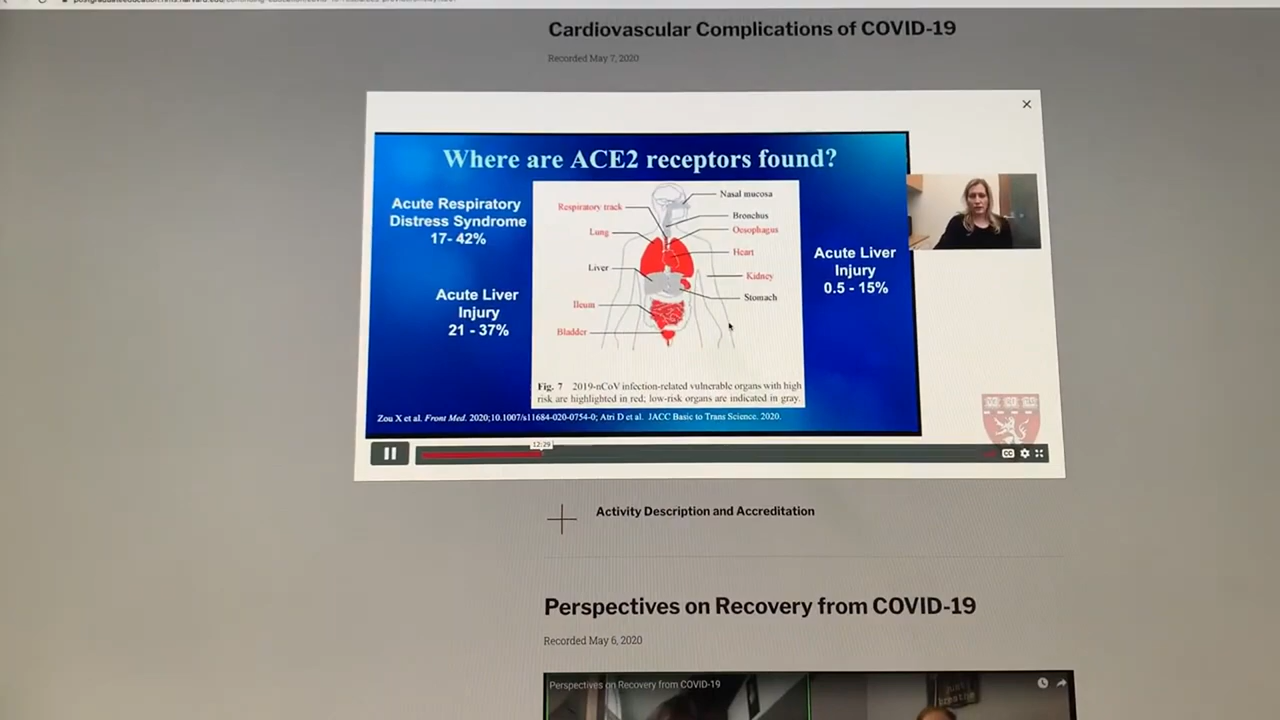 Cardiovascular Complications of COVID-19
Recorded May 7, 2020
Where are ACE2 receptors found?
Acute Respiratory
Distress Syndrome
17- 42%
Acute Liver
Injury
21 - 37%
Respiratory track
Lung
Liver
Ileum
Bladder
Nasal mucosa
Bronchus
Oesophagus
Heart
Kidney
Stomach
Fig. 7 2019-nCoV infection-related vulnerable organs with high
risk are highlighted in red; low-risk organs are indicated in gray.
Acute Liver
Injury
0.5 - 15%
Zou X et al. Front Med. 2020;10.1007/s11684-020-0754-0; Atri D et al. JACC Basic to Trans Science. 2020.
12:29
CC
Activity Description and Accreditation
Perspectives on Recovery from COVID-19
Recorded May 6, 2020
Perspectives on Recovery from COVID-19
just
breathe